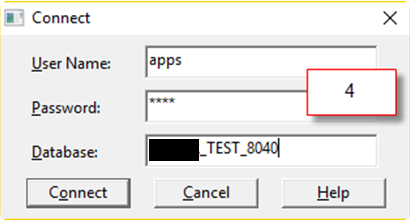 Connect
User Name: apps
Password: ****
4
Database: _TEST_8040
Connect Cancel Help